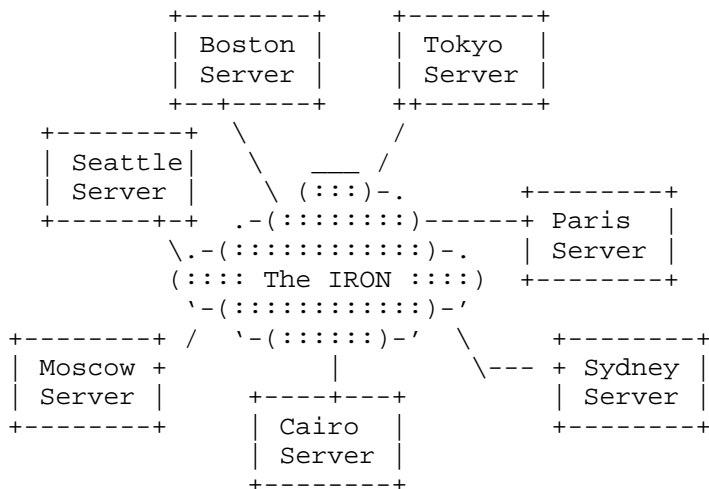 Boston
Server
Tokyo
Server
Seattle
Server
Paris
Server
The IRON
Moscow
Server
Sydney
Server
Cairo
Server